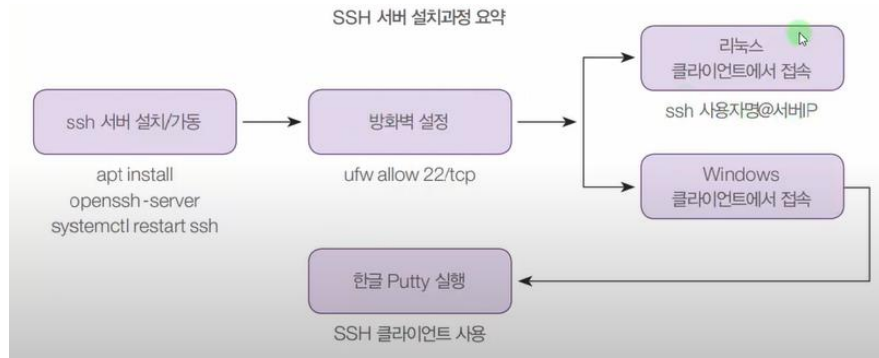 SSH 서버 설치과정 요약
ssh 서버 설치/가동
apt install
openssh-server
systemctl restart ssh
방화벽 설정
ufw allow 22/tcp
리눅스
클라이언트에서 접속
ssh 사용자명@서버IP
Windows
클라이언트에서 접속
한글 Putty 실행
SSH 클라이언트 사용